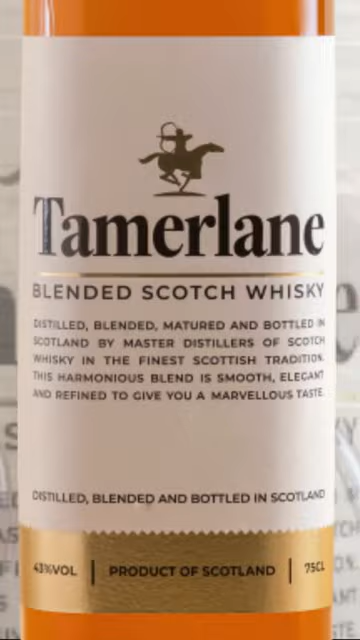 Tamerlane
BLENDED SCOTCH WHISKY
DISTILLED, BLENDED, MATURED AND BOTTLED IN
SCOTLAND BY MASTER DISTILLERS OF SCOTCH
WHISKY IN THE FINEST SCOTTISH TRADITION.
THIS HARMONIOUS BLEND IS SMOOTH, ELEGANT
AND REFINED TO GIVE YOU A MARVELLOUS TASTE.
DISTILLED, BLENDED AND BOTTLED IN SCOTLAND
43%VOL | PRODUCT OF SCOTLAND | 75CL